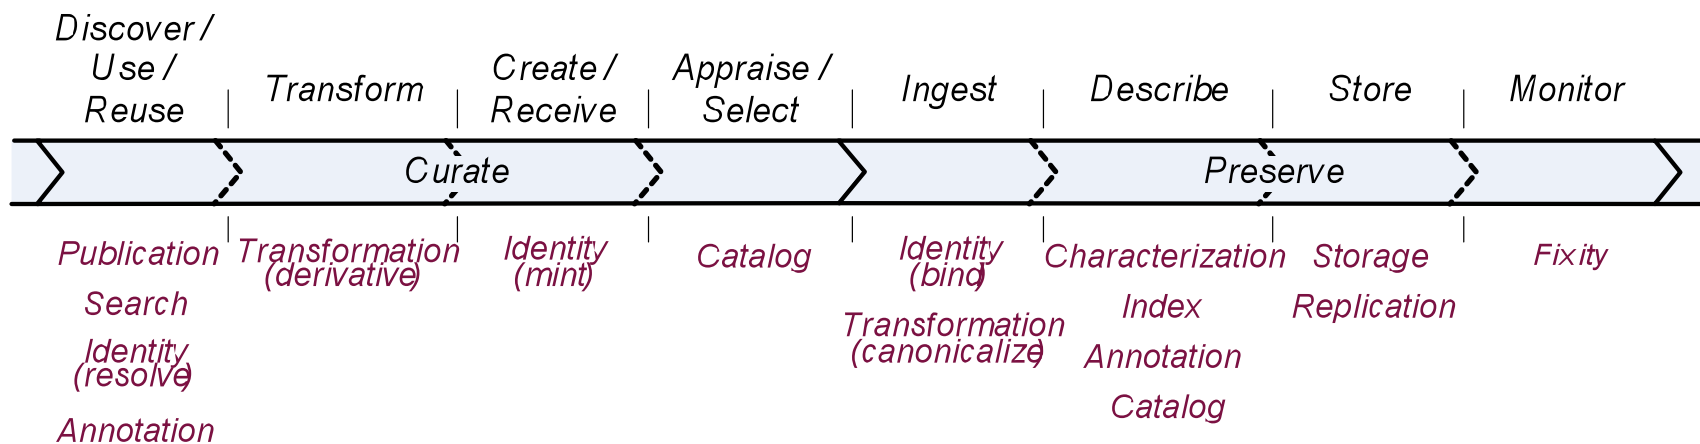 Discover /
Use /
Reuse
Transform
Create /
Receive
Appraise /
Select
Ingest
Describe
Store
Monitor
Curate
Preserve
Publication
Search
Identity
(resolve)
Annotation
Transformation
(derivative)
Identity
(mint)
Catalog
Identity
(bind)
Transformation
(canonicalize)
Characterization
Index
Annotation
Catalog
Storage
Replication
Fixity